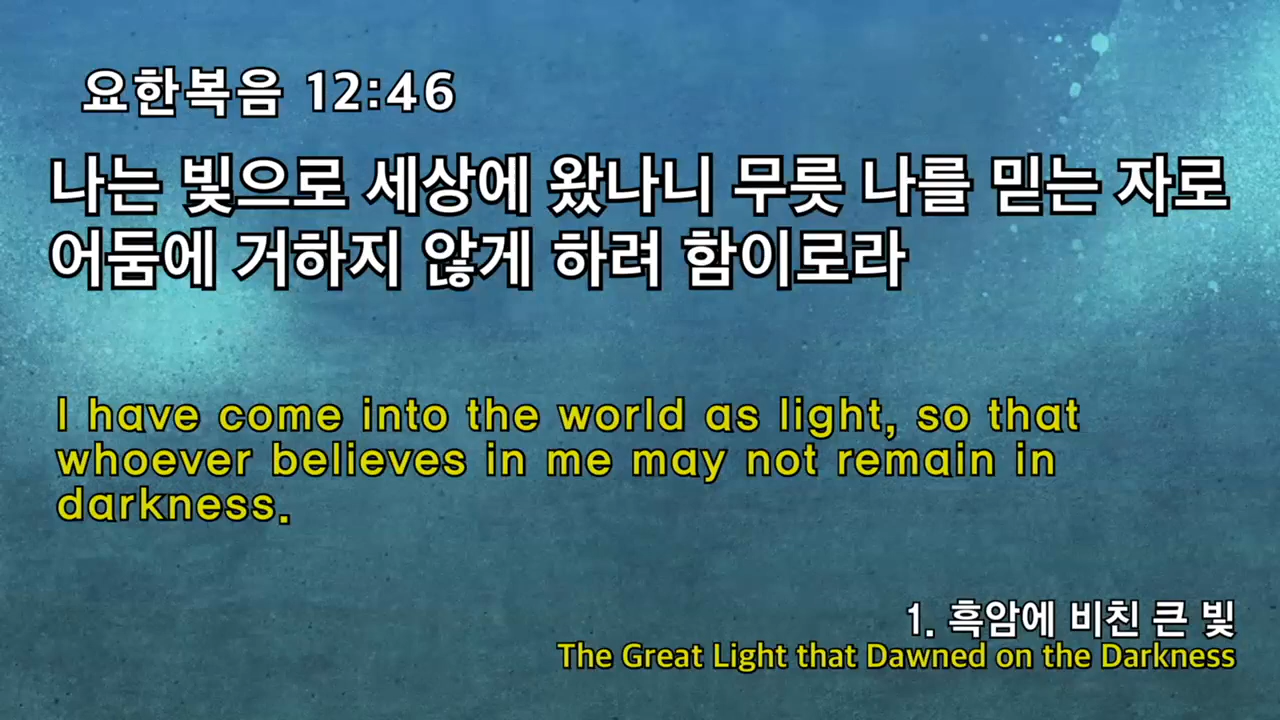 요한복음 12:46
나는 빛으로 세상에 왔나니 무릇 나를 믿는 자로
어둠에 거하지 않게 하려 함이로라
I have come into the world as light, so that
whoever believes in me may not remain in
darkness.
1. 흑암에 비친 큰 빛
The Great Light that Dawned on the Darkness